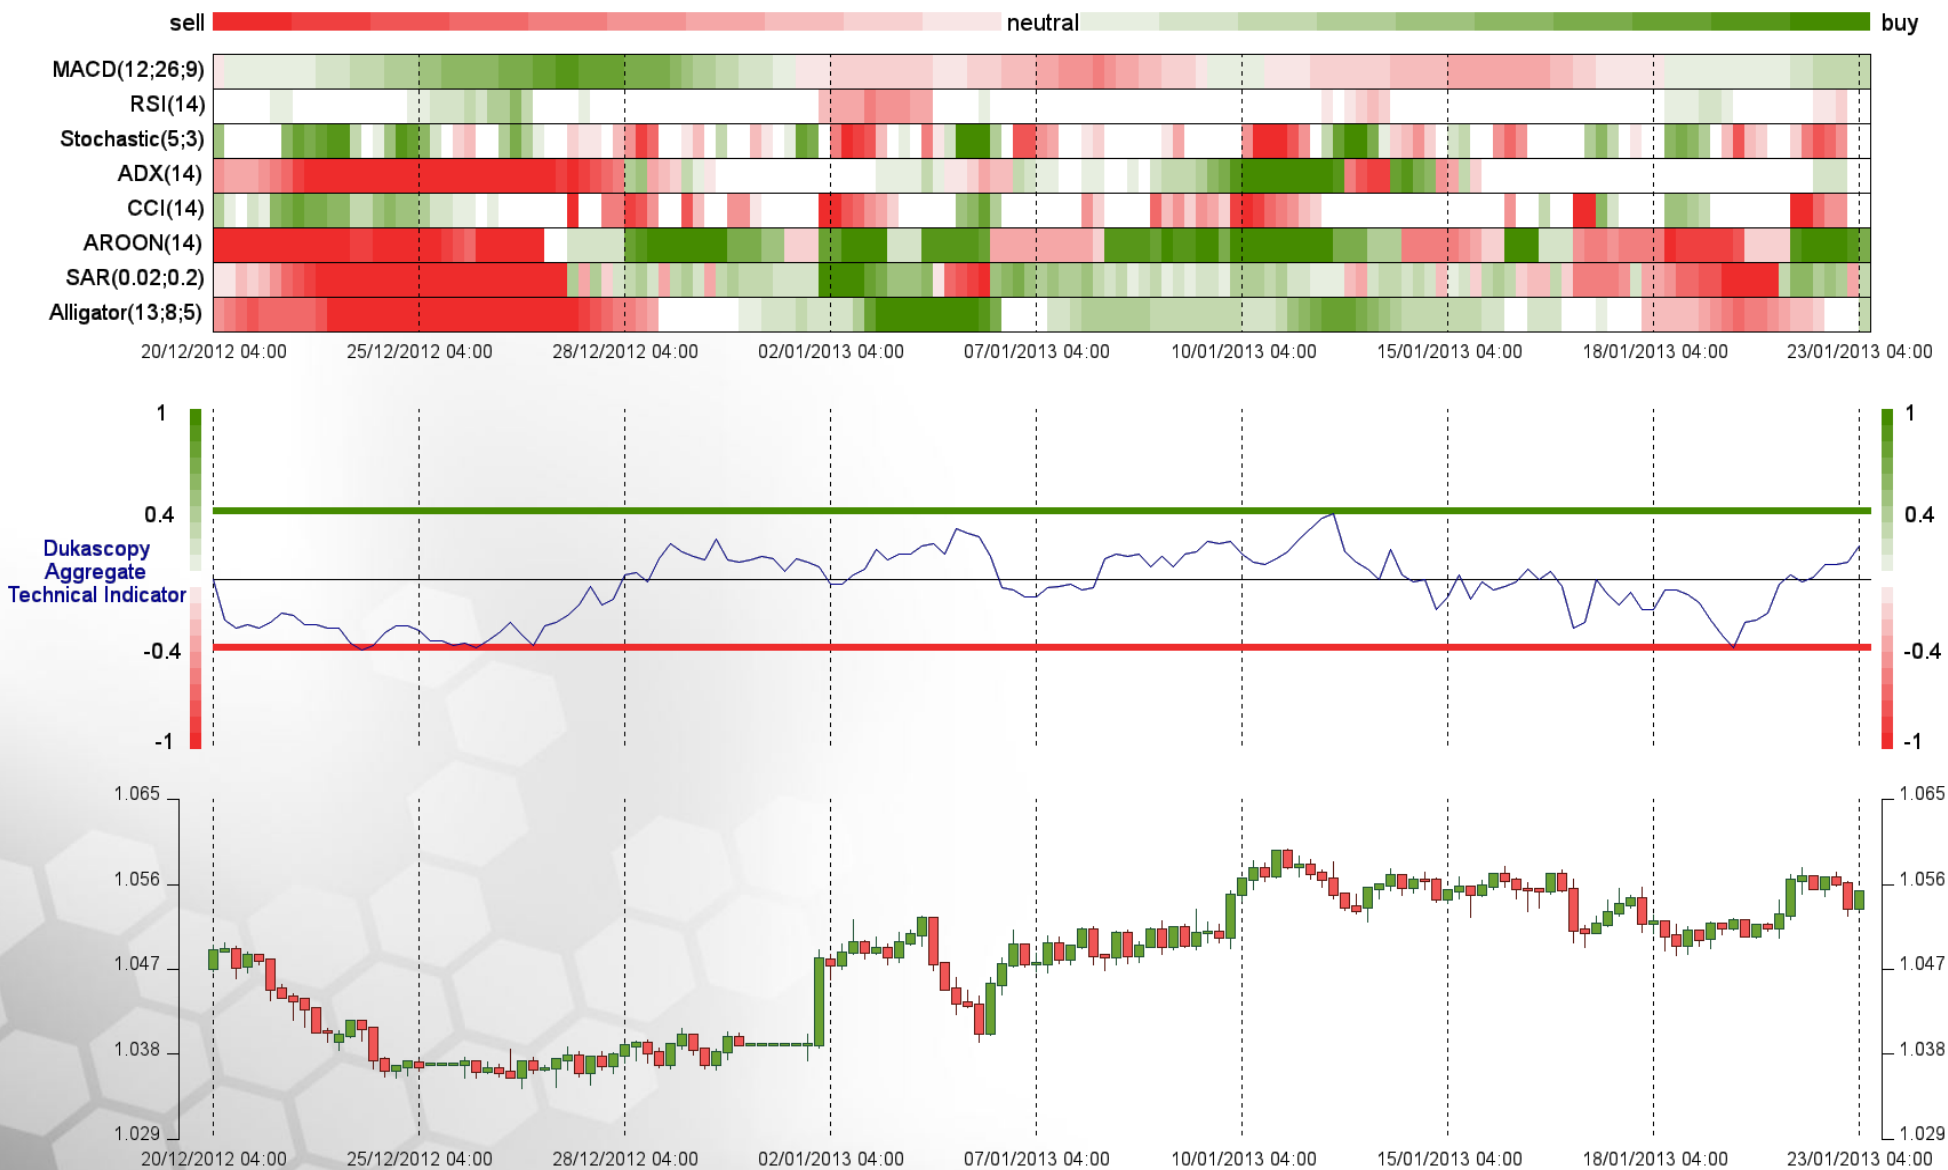 sell neutral buy
MACD(12;26;9)
RSI(14)
Stochastic(5;3)
ADX(14)
CCI(14)
AROON(14)
SAR(0.02;0.2)
Alligator(13;8;5)
20/12/2012 04:00 25/12/2012 04:00 28/12/2012 04:00 02/01/2013 04:00 07/01/2013 04:00 10/01/2013 04:00 15/01/2013 04:00 18/01/2013 04:00 23/01/2013 04:00
1 1
0.4 0.4
Dukascopy
Aggregate
Technical Indicator
-0.4 -0.4
-1 -1
1.065 1.065
1.056 1.056
1.047 1.047
1.038 1.038
1.029 1.029
20/12/2012 04:00 25/12/2012 04:00 28/12/2012 04:00 02/01/2013 04:00 07/01/2013 04:00 10/01/2013 04:00 15/01/2013 04:00 18/01/2013 04:00 23/01/2013 04:00